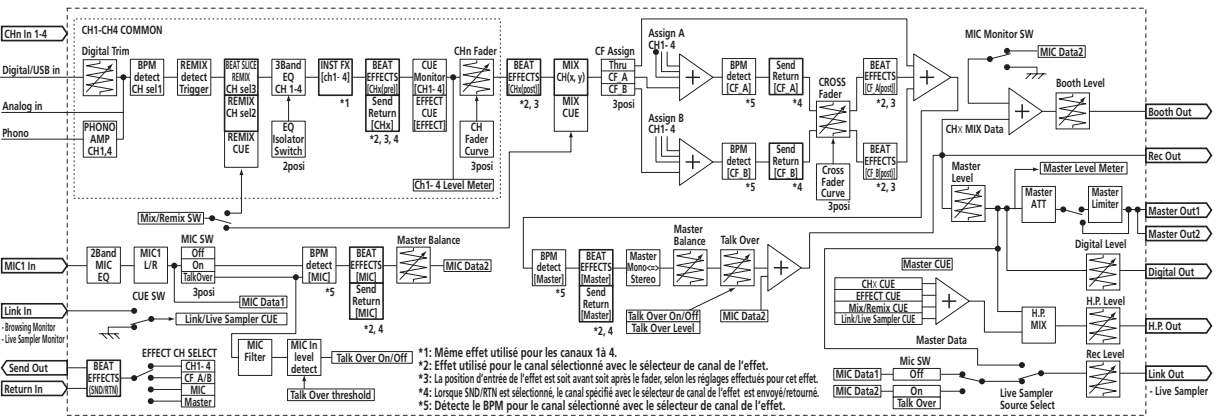 CHn In 1-4
CH1-CH4 COMMON
Digital Trim
Digital/USB in
Analog in
Phono
PHONO
AMP
CH1,4
BPM
detect
CH sel1
REMIX
detect
Trigger
BEAT SLICE
REMIX
CH sel3
REMIX
CH sel2
REMIX
CUE
3Band
EQ
CH 1-4
EQ
Isolator
Switch
2posi
INST FX
[ch1- 4]
*1
BEAT
EFFECTS
[CHx(pre)]
Send
Return
[CHx]
*2, 3, 4
CUE
Monitor
[CH1- 4]
EFFECT
CUE
[EFFECT]
CHn Fader
CH
Fader
Curve
3posi
Ch1- 4 Level Meter
BEAT
EFFECTS
[CHx(post)]
*2, 3
MIX
CH(x, y)
MIX
CUE
CF Assign
Thru
CF_A
CF_B
3posi
Assign A
CH1- 4
Assign B
CH1- 4
BPM
detect
[CF_A]
*5
Send
Return
[CF_A]
*4
BPM
detect
[CF_B]
*5
Send
Return
[CF_B]
*4
CROSS
Fader
Cross
Fader
Curve
3posi
BEAT
EFFECTS
[CF_A(post)]
*2, 3
BEAT
EFFECTS
[CF_B(post)]
*2, 3
MIC Monitor SW
MIC Data2
Booth Level
Booth Out
CHX MIX Data
Rec Out
Master
Level
Master Level Meter
Master
ATT
Master
Limiter
Master Out1
Master Out2
Digital Level
Digital Out
Mix/Remix SW
MIC1 In
2Band
MIC
EQ
MIC1
L/R
MIC SW
Off
On
TalkOver
3posi
BPM
detect
[MIC]
*5
BEAT
EFFECTS
[MIC]
Send
Return
[MIC]
*2, 4
Master Balance
MIC Data2
MIC Data1
CUE SW
Link In
- Browsing Monitor
- Live Sampler Monitor
Link/Live Sampler CUE
Send Out
Return In
BEAT
EFFECTS
(SND/RTN)
EFFECT CH SELECT
CH1- 4
CF_A/B
MIC
Master
MIC
Filter
MIC In
level
detect
Talk Over On/Off
Talk Over threshold
BPM
detect
[Master]
*5
BEAT
EFFECTS
[Master]
Send
Return
[Master]
*2, 4
Master
Mono<=>
Stereo
Master
Balance
Talk Over
Talk Over On/Off
Talk Over Level
MIC Data2
Master CUE
CHX CUE
EFFECT CUE
Mix/Remix CUE
Link/Live Sampler CUE
H.P.
MIX
H.P. Level
H.P. Out
Master Data
Mic SW
MIC Data1
Off
MIC Data2
On
Talk Over
Live Sampler
Source Select
Rec Level
Link Out
- Live Sampler
*1: Même effet utilisé pour les canaux 1à 4.
*2: Effet utilisé pour le canal sélectionné avec le sélecteur de canal de l'effet.
*3: La position d'entrée de l'effet est soit avant soit après le fader, selon les réglages effectués pour cet effet.
*4: Lorsque SND/RTN est sélectionné, le canal spécifié avec le sélecteur de canal de l'effet est envoyé/retourné.
*5: Détecte le BPM pour le canal sélectionné avec le sélecteur de canal de l'effet.